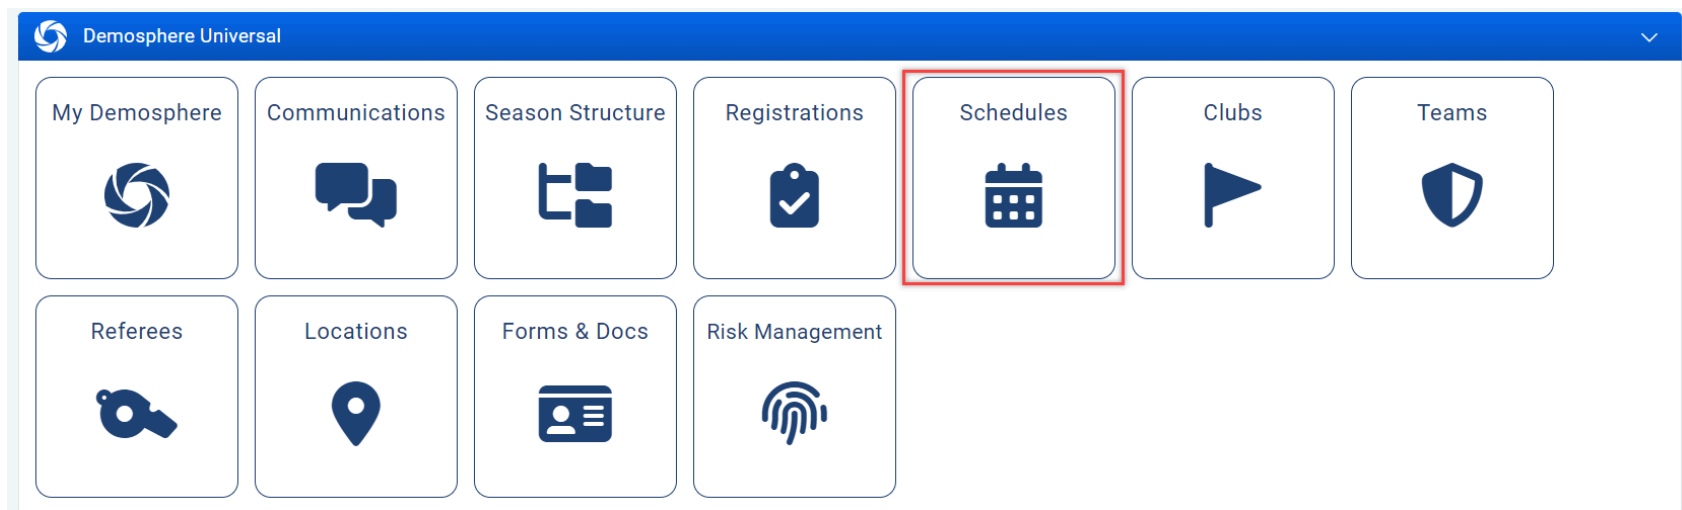 Demosphere Universal
My Demosphere
Communications
Season Structure
Registrations
Schedules
Clubs
Teams
Referees
Locations
Forms & Docs
Risk Management